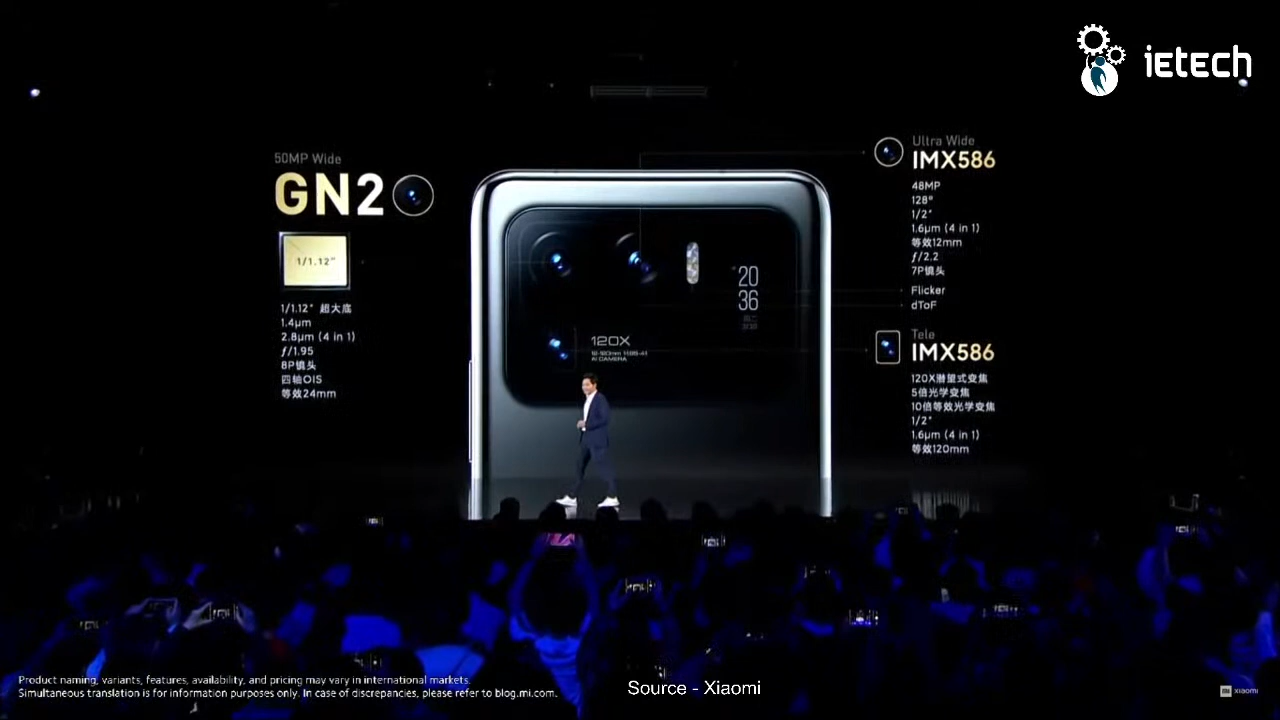 ietech
50MP Wide
GN2
1/1.12"
1/1.12" 超大底
1.4μm
2.8μm (4 in 1)
ƒ/1.95
8P镜头
四轴OIS
等效24mm
20
36
120X
AI CAMERA
Ultra Wide
IMX586
48MP
128°
1/2"
1.6μm (4 in 1)
等效12mm
ƒ/2.2
7P镜头
Flicker
dToF
Tele
IMX586
120X潜望式变焦
5倍光学变焦
10倍等效光学变焦
1/2"
1.6μm (4 in 1)
等效120mm
Product naming, variants, features, availability, and pricing may vary in international markets.
Simultaneous translation is for information purposes only. In case of discrepancies, please refer to blog.mi.com.
Source - Xiaomi
mi xiaomi